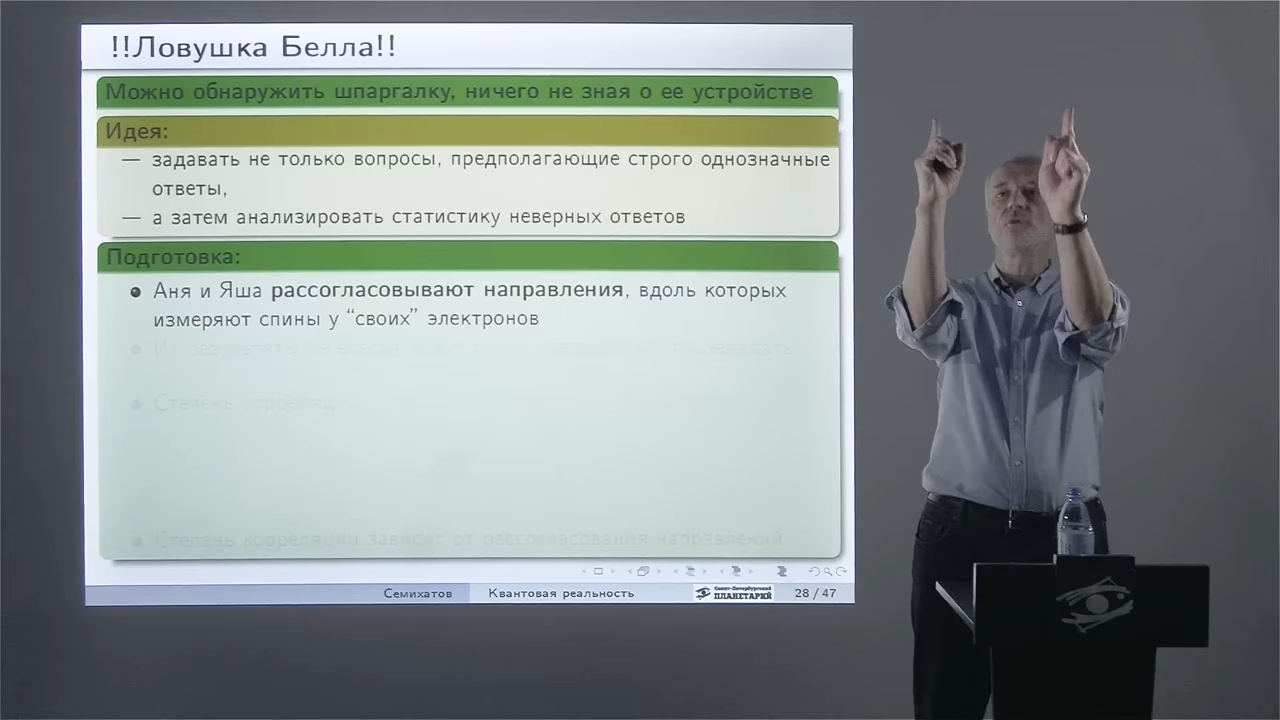 !!Ловушка Белла!!
Можно обнаружить шпаргалку, ничего не зная о ее устройстве
Идея:
— задавать не только вопросы, предполагающие строго однозначные
ответы,
— а затем анализировать статистику неверных ответов
Подготовка:
Аня и Яша рассогласовывают направления, вдоль которых
измеряют спины у “своих” электронов
Степень корреляции
Степень корреляции зависит от рассогласования направлений
Семихатов
Квантовая реальность
Санкт-Петербургский
ПЛАНЕТАРИЙ
28 / 47